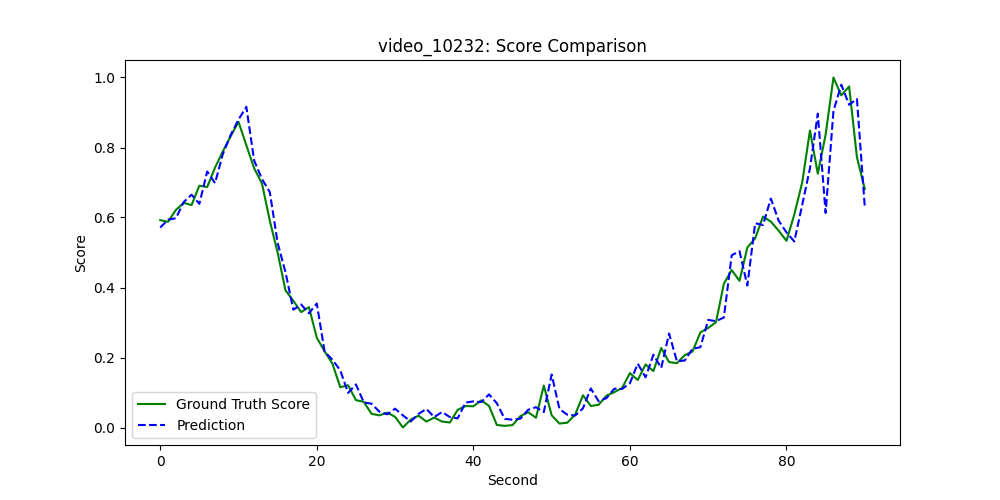 video_10232: Score Comparison
1.0
0.8
0.6
0.4
0.2
0.0
Score
Ground Truth Score
Prediction
0 20 40 60 80
Second